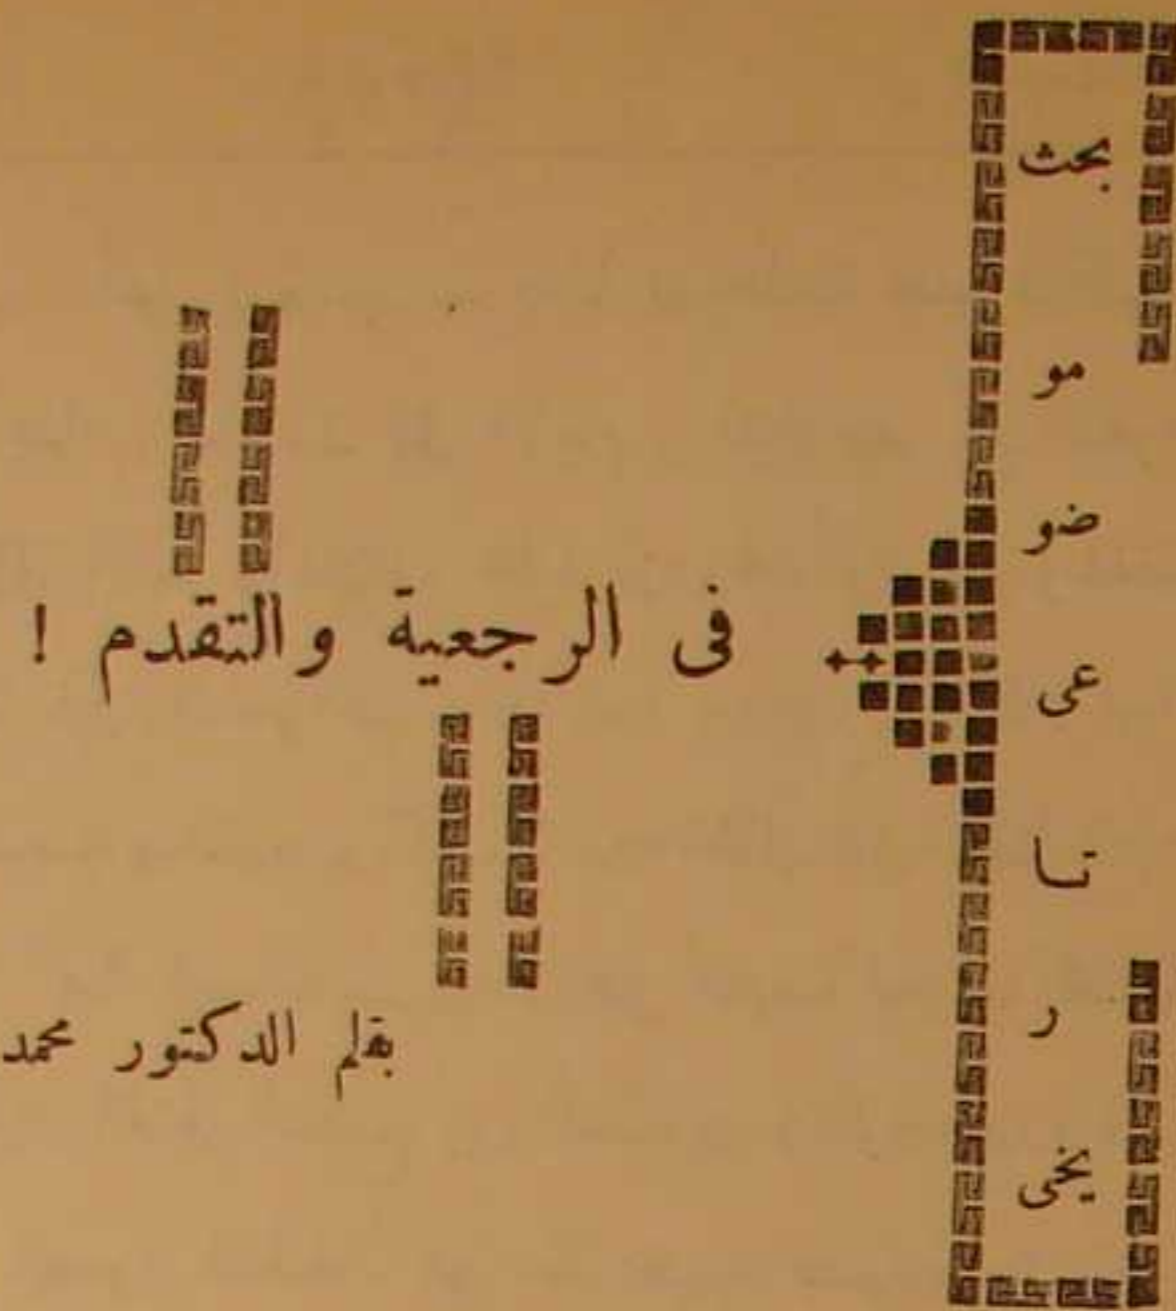 بحث
مو
ضو
عى
تا
ر
يخى
فى الرجعية والتقدم !
بقلم الدكتور محمد